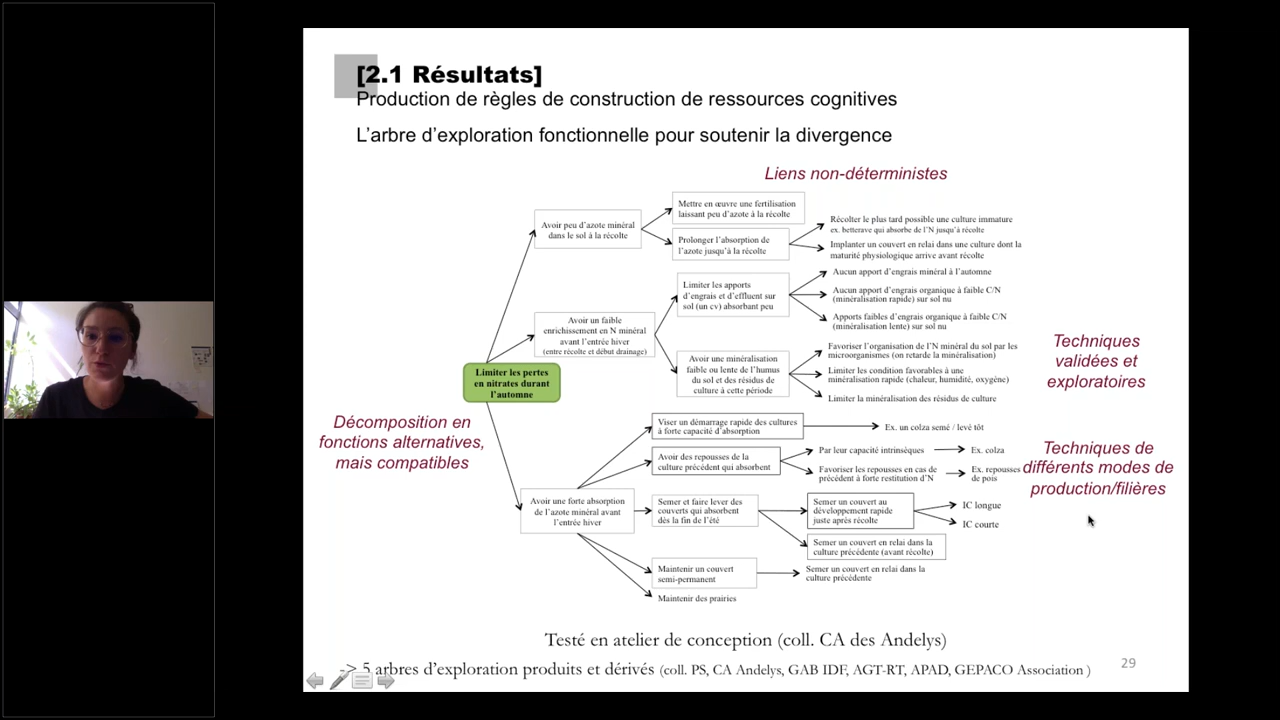 [2.1 Résultats]
Production de règles de construction de ressources cognitives
L'arbre d'exploration fonctionnelle pour soutenir la divergence
Liens non-déterministes
Limiter les pertes
en nitrates durant
l'automne
Décomposition en
fonctions alternatives,
mais compatibles
Avoir peu d'azote minéral
dans le sol à la récolte
Mettre en œuvre une fertilisation
laissant peu d'azote à la récolte
Prolonger l'absorption de
l'azote jusqu'à la récolte
Récolter le plus tard possible une culture immature
ex. betterave qui absorbe de l'N jusqu'à récolte
Implanter un couvert en relai dans une culture dont la
maturité physiologique arrive avant récolte
Avoir un faible
enrichissement en N minéral
avant l'entrée hiver
(entre récolte et début drainage)
Limiter les apports
d'engrais et d'effluent sur
sol (un cv) absorbant peu
Aucun apport d'engrais minéral à l'automne
Aucun apport d'engrais organique à faible C/N
(minéralisation rapide) sur sol nu
Apports faibles d'engrais organique à faible C/N
(minéralisation lente) sur sol nu
Avoir une minéralisation
faible ou lente de l'humus
du sol et des résidus de
culture à cette période
Favoriser l'organisation de l'N minéral du sol par les
microorganismes (on retarde la minéralisation)
Limiter les condition favorables à une
minéralisation rapide (chaleur, humidité, oxygène)
Limiter la minéralisation des résidus de culture
Techniques
validées et
exploratoires
Avoir une forte absorption
de l'azote minéral avant
l'entrée hiver
Viser un démarrage rapide des cultures
à forte capacité d'absorption
Ex. un colza semé / levé tôt
Avoir des repousses de la
culture précédent qui absorbent
Par leur capacité intrinsèques
Ex. colza
Favoriser les repousses en cas de
précédent à forte restitution d'N
Ex. repousses
de pois
Techniques de
différents modes de
production/filières
Semer et faire lever des
couverts qui absorbent
dès la fin de l'été
Semer un couvert au
développement rapide
juste après récolte
IC longue
IC courte
Semer un couvert en relai dans la
culture précédente (avant récolte)
Maintenir un couvert
semi-permanent
Semer un couvert en relai dans la
culture précédente
Maintenir des prairies
Testé en atelier de conception (coll. CA des Andelys)
-> 5 arbres d'exploration produits et dérivés (coll. PS, CA Andelys, GAB IDF, AGT-RT, APAD, GEPACO Association )
29